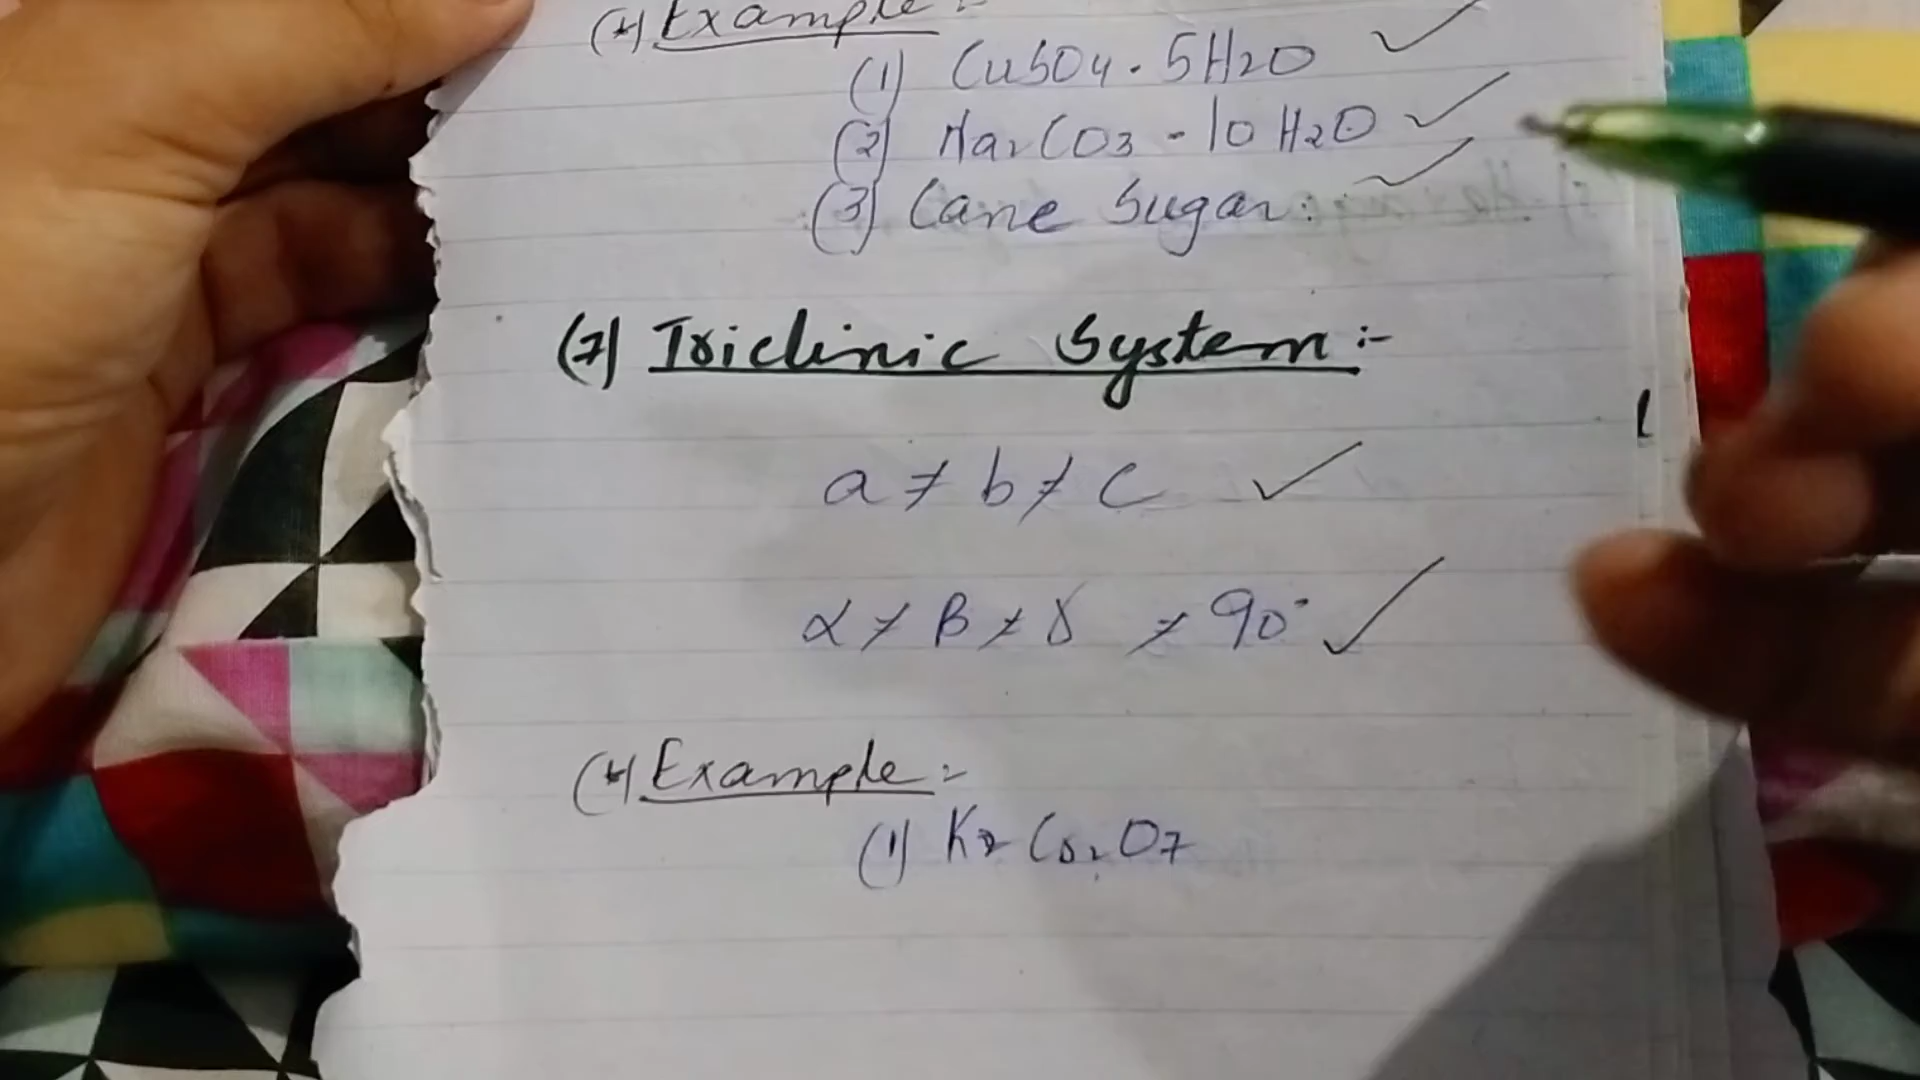 (*) Example:-
(1) CuSO4 . 5H2O ✓
(2) Na2CO3 - 10 H2O ✓
(3) Cane Sugar: ✓
(7) Triclinic System :-
a ≠ b ≠ c ✓
α ≠ β ≠ γ ≠ 90° ✓
(*) Example :-
(1) K2Cr2O7